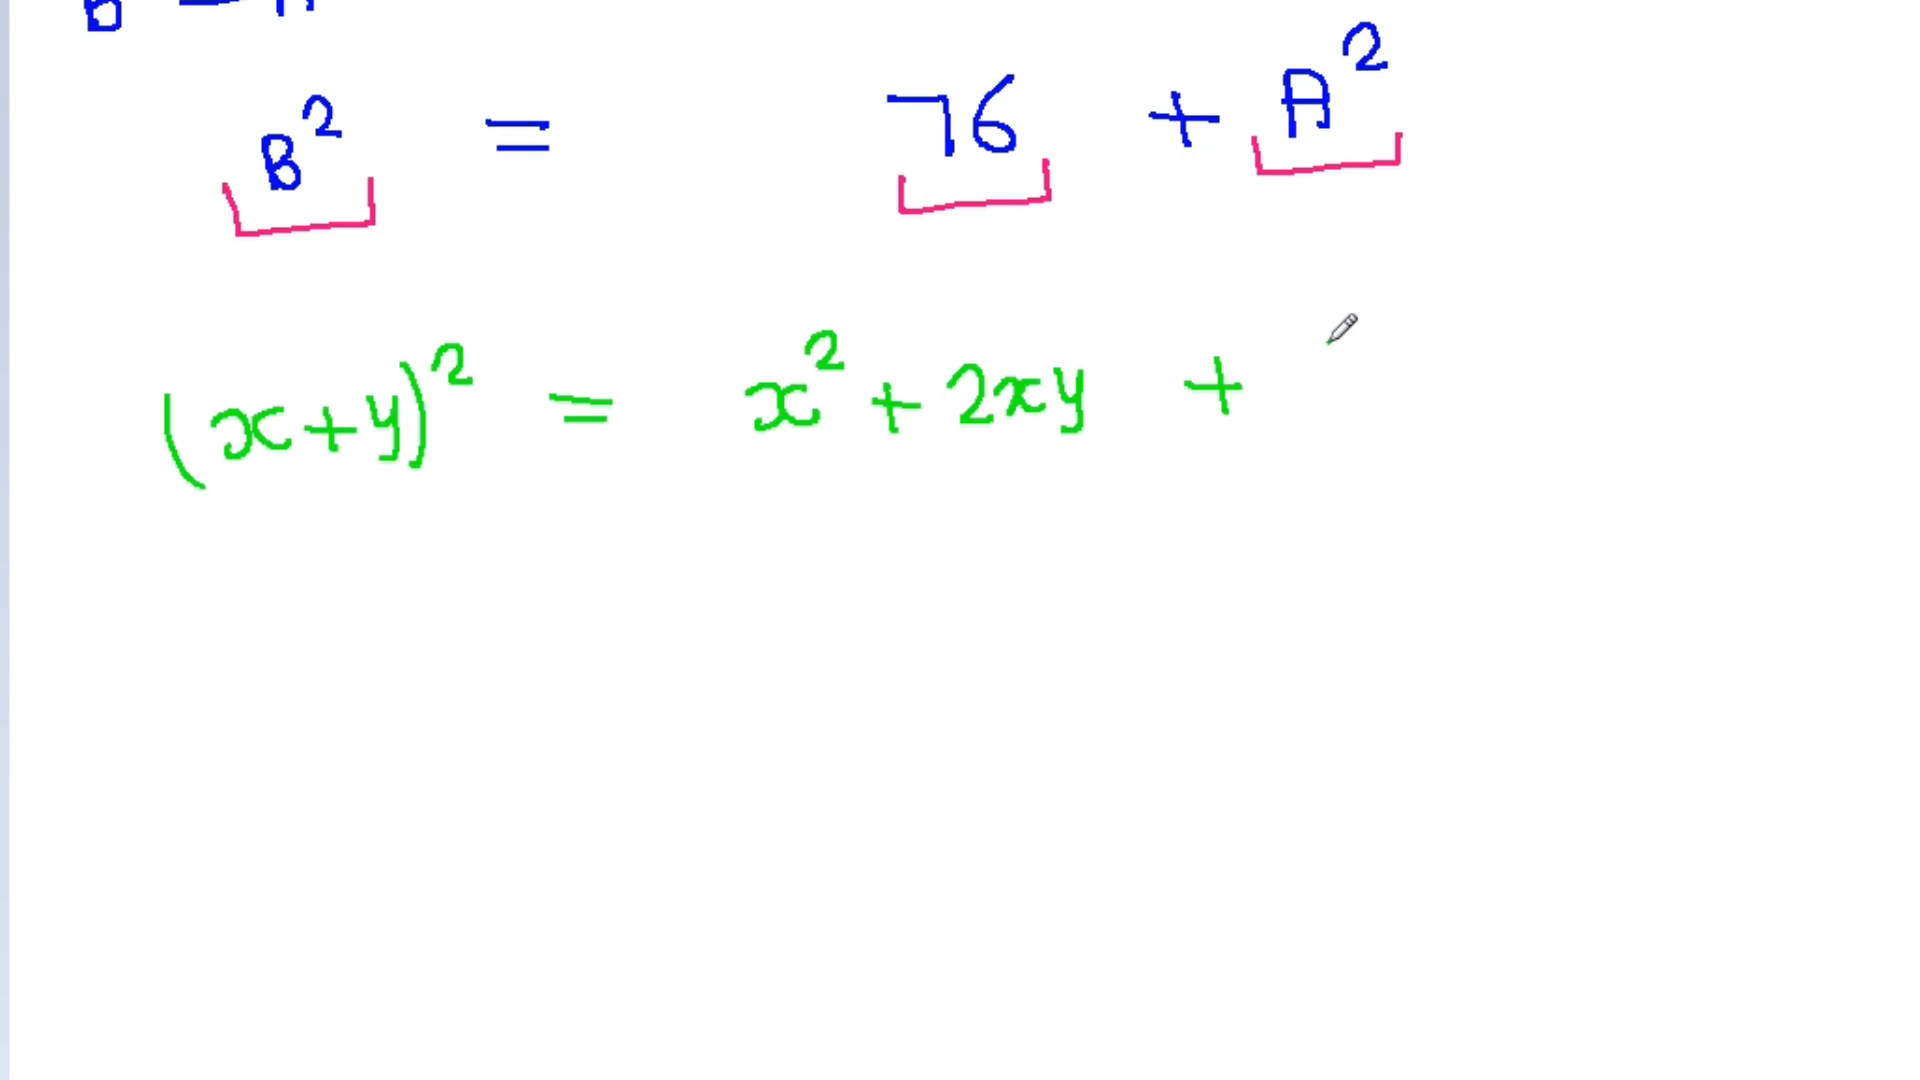 B² = 76 + A²
(x+y)² = x² + 2xy +